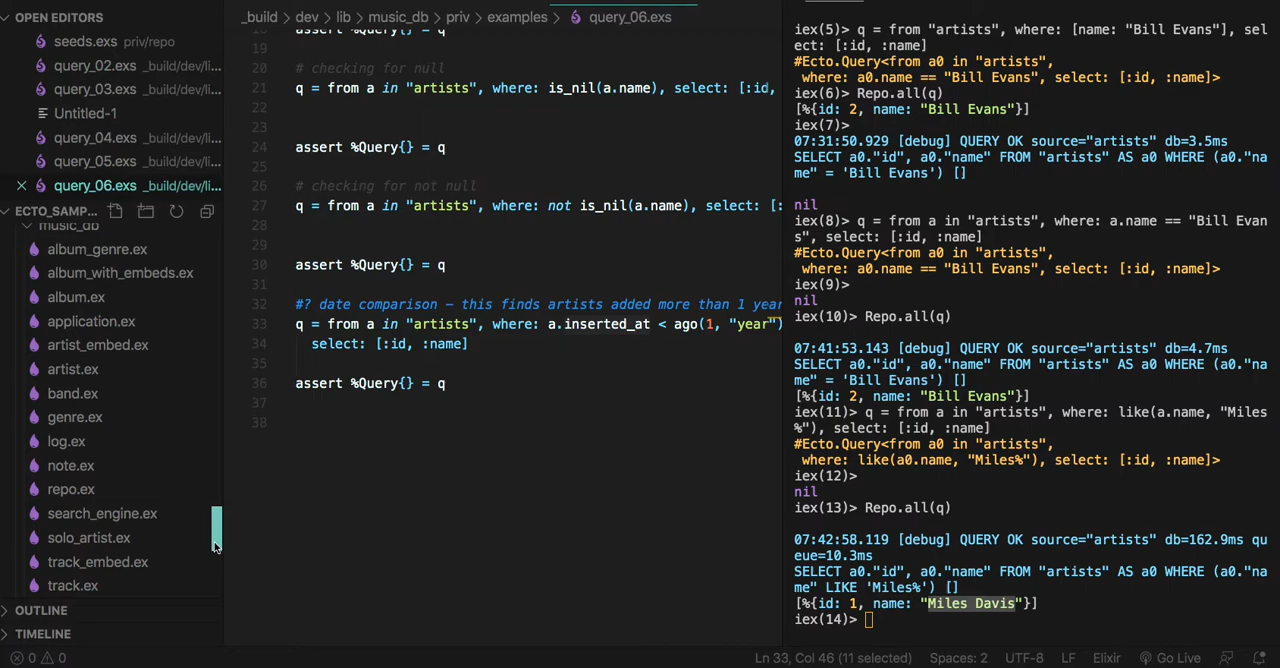 OPEN EDITORS
seeds.exs priv/repo
query_02.exs _build/dev/li...
query_03.exs _build/dev/li...
Untitled-1
query_04.exs _build/dev/li...
query_05.exs _build/dev/li...
query_06.exs _build/dev/li...
ECTO_SAMP...
music_db
album_genre.ex
album_with_embeds.ex
album.ex
application.ex
artist_embed.ex
artist.ex
band.ex
genre.ex
log.ex
note.ex
repo.ex
search_engine.ex
solo_artist.ex
track_embed.ex
track.ex
OUTLINE
TIMELINE
_build > dev > lib > music_db > priv > examples > query_06.exs
18 assert %Query{} = q
19
20 # checking for null
21 q = from a in "artists", where: is_nil(a.name), select: [:id,
22
23
24 assert %Query{} = q
25
26 # checking for not null
27 q = from a in "artists", where: not is_nil(a.name), select: [:
28
29
30 assert %Query{} = q
31
32 #? date comparison – this finds artists added more than 1 year
33 q = from a in "artists", where: a.inserted_at < ago(1, "year")
34 select: [:id, :name]
35
36 assert %Query{} = q
37
38
iex(5)> q = from "artists", where: [name: "Bill Evans"], sel
ect: [:id, :name]
#Ecto.Query<from a0 in "artists",
where: a0.name == "Bill Evans", select: [:id, :name]>
iex(6)> Repo.all(q)
[%{id: 2, name: "Bill Evans"}]
iex(7)>
07:31:50.929 [debug] QUERY OK source="artists" db=3.5ms
SELECT a0."id", a0."name" FROM "artists" AS a0 WHERE (a0."na
me" = 'Bill Evans') []
nil
iex(8)> q = from a in "artists", where: a.name == "Bill Evan
s", select: [:id, :name]
#Ecto.Query<from a0 in "artists",
where: a0.name == "Bill Evans", select: [:id, :name]>
iex(9)>
nil
iex(10)> Repo.all(q)
07:41:53.143 [debug] QUERY OK source="artists" db=4.7ms
SELECT a0."id", a0."name" FROM "artists" AS a0 WHERE (a0."na
me" = 'Bill Evans') []
[%{id: 2, name: "Bill Evans"}]
iex(11)> q = from a in "artists", where: like(a.name, "Miles
%"), select: [:id, :name]
#Ecto.Query<from a0 in "artists",
where: like(a0.name, "Miles%"), select: [:id, :name]>
iex(12)>
nil
iex(13)> Repo.all(q)
07:42:58.119 [debug] QUERY OK source="artists" db=162.9ms qu
eue=10.3ms
SELECT a0."id", a0."name" FROM "artists" AS a0 WHERE (a0."na
me" LIKE 'Miles%') []
[%{id: 1, name: "Miles Davis"}]
iex(14)>
0 0 Ln 33, Col 46 (11 selected) Spaces: 2 UTF-8 LF Elixir Go Live